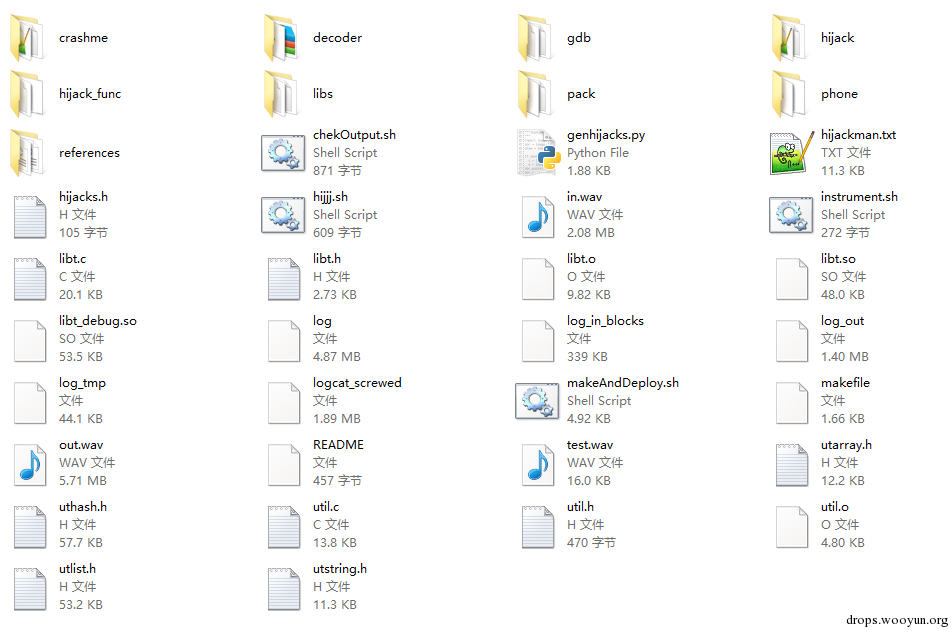 crashme
decoder
gdb
hijack
hijack_func
libs
pack
phone
references
chekOutput.sh
Shell Script
871 字节
genhijacks.py
Python File
1.88 KB
hijackman.txt
TXT 文件
11.3 KB
hijacks.h
H 文件
105 字节
hijjj.sh
Shell Script
609 字节
in.wav
WAV 文件
2.08 MB
instrument.sh
Shell Script
272 字节
libt.c
C 文件
20.1 KB
libt.h
H 文件
2.73 KB
libt.o
O 文件
9.82 KB
libt.so
SO 文件
48.0 KB
libt_debug.so
SO 文件
53.5 KB
log
文件
4.87 MB
log_in_blocks
文件
339 KB
log_out
文件
1.40 MB
log_tmp
文件
44.1 KB
logcat_screwed
文件
1.89 MB
makeAndDeploy.sh
Shell Script
4.92 KB
makefile
文件
1.66 KB
out.wav
WAV 文件
5.71 MB
README
文件
457 字节
test.wav
WAV 文件
16.0 KB
utarray.h
H 文件
12.2 KB
uthash.h
H 文件
57.7 KB
util.c
C 文件
13.8 KB
util.h
H 文件
470 字节
util.o
O 文件
4.80 KB
utlist.h
H 文件
53.2 KB
utstring.h
H 文件
11.3 KB
drops.wooyun.org